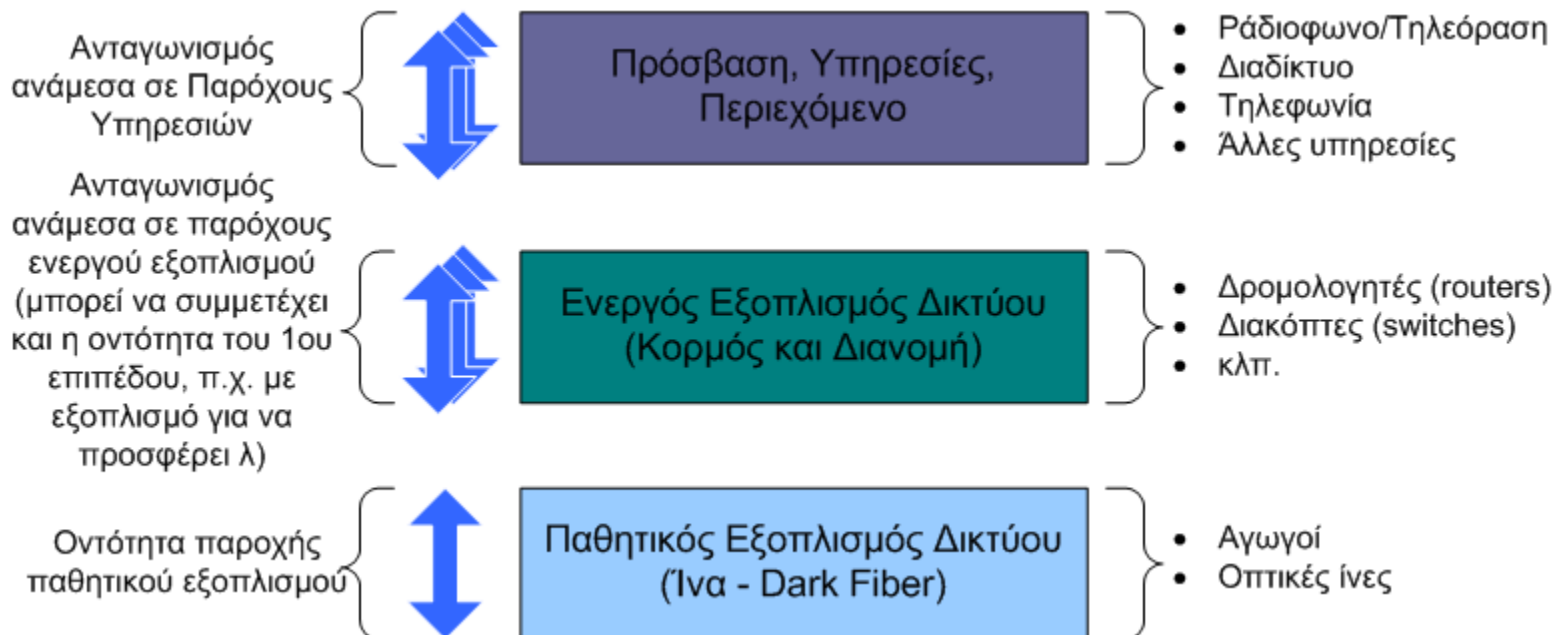 Ανταγωνισμός
ανάμεσα σε Παρόχους
Υπηρεσιών
Πρόσβαση, Υπηρεσίες,
Περιεχόμενο
• Ράδιοφωνο/Τηλεόραση
• Διαδίκτυο
• Τηλεφωνία
• Άλλες υπηρεσίες
Ανταγωνισμός
ανάμεσα σε παρόχους
ενεργού εξοπλισμού
(μπορεί να συμμετέχει
και η οντότητα του 1ου
επιπέδου, π.χ. με
εξοπλισμό για να
προσφέρει λ)
Ενεργός Εξοπλισμός Δικτύου
(Κορμός και Διανομή)
• Δρομολογητές (routers)
• Διακόπτες (switches)
• κλπ.
Οντότητα παροχής
παθητικού εξοπλισμού
Παθητικός Εξοπλισμός Δικτύου
(Ίνα - Dark Fiber)
• Αγωγοί
• Οπτικές ίνες